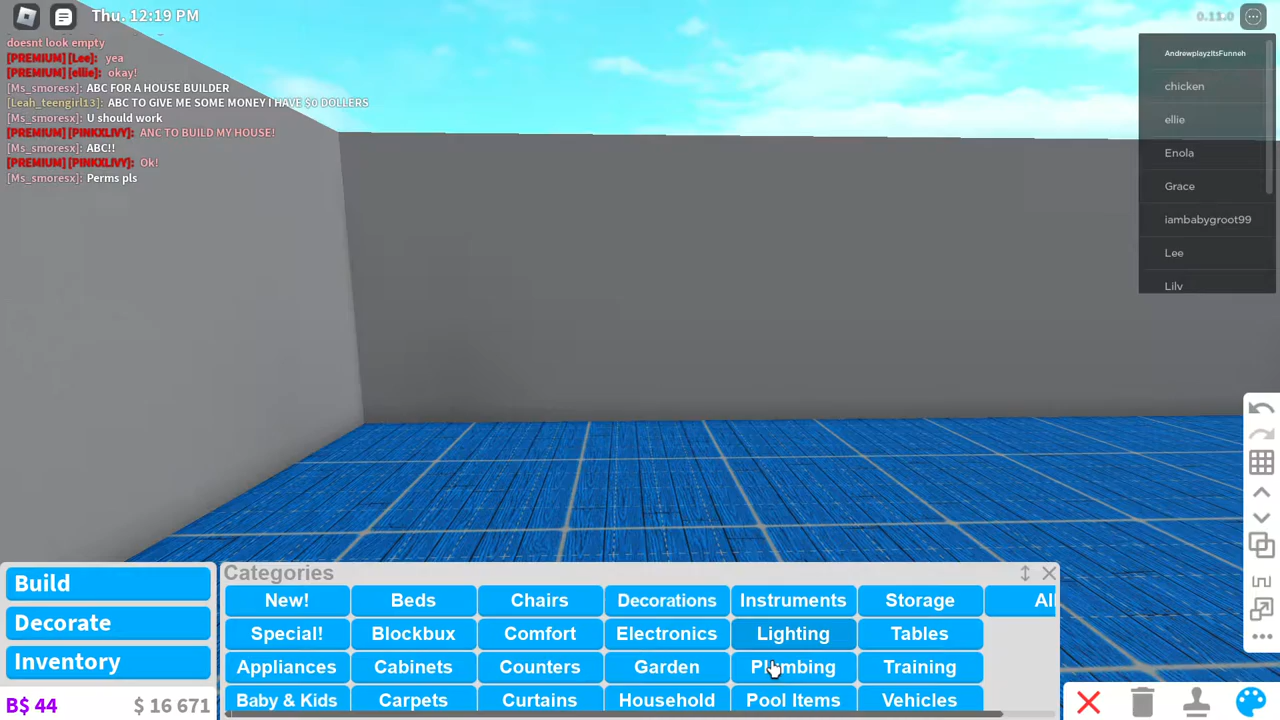 Thu. 12:19 PM
0.11.0
doesnt look empty
[PREMIUM] [Lee]: yea
[PREMIUM] [ellie]: okay!
[Ms_smoresx]: ABC FOR A HOUSE BUILDER
[Leah_teengirl13]: ABC TO GIVE ME SOME MONEY I HAVE $0 DOLLERS
[Ms_smoresx]: U should work
[PREMIUM] [PINKXLIVY]: ANC TO BUILD MY HOUSE!
[Ms_smoresx]: ABC!!
[PREMIUM] [PINKXLIVY]: Ok!
[Ms_smoresx]: Perms pls
AndrewplayzItsFunneh
chicken
ellie
Enola
Grace
iambabygroot99
Lee
Lily
Build
Decorate
Inventory
B$ 44 $ 16 671
Categories
New! Beds Chairs Decorations Instruments Storage All
Special! Blockbux Comfort Electronics Lighting Tables
Appliances Cabinets Counters Garden Plumbing Training
Baby & Kids Carpets Curtains Household Pool Items Vehicles